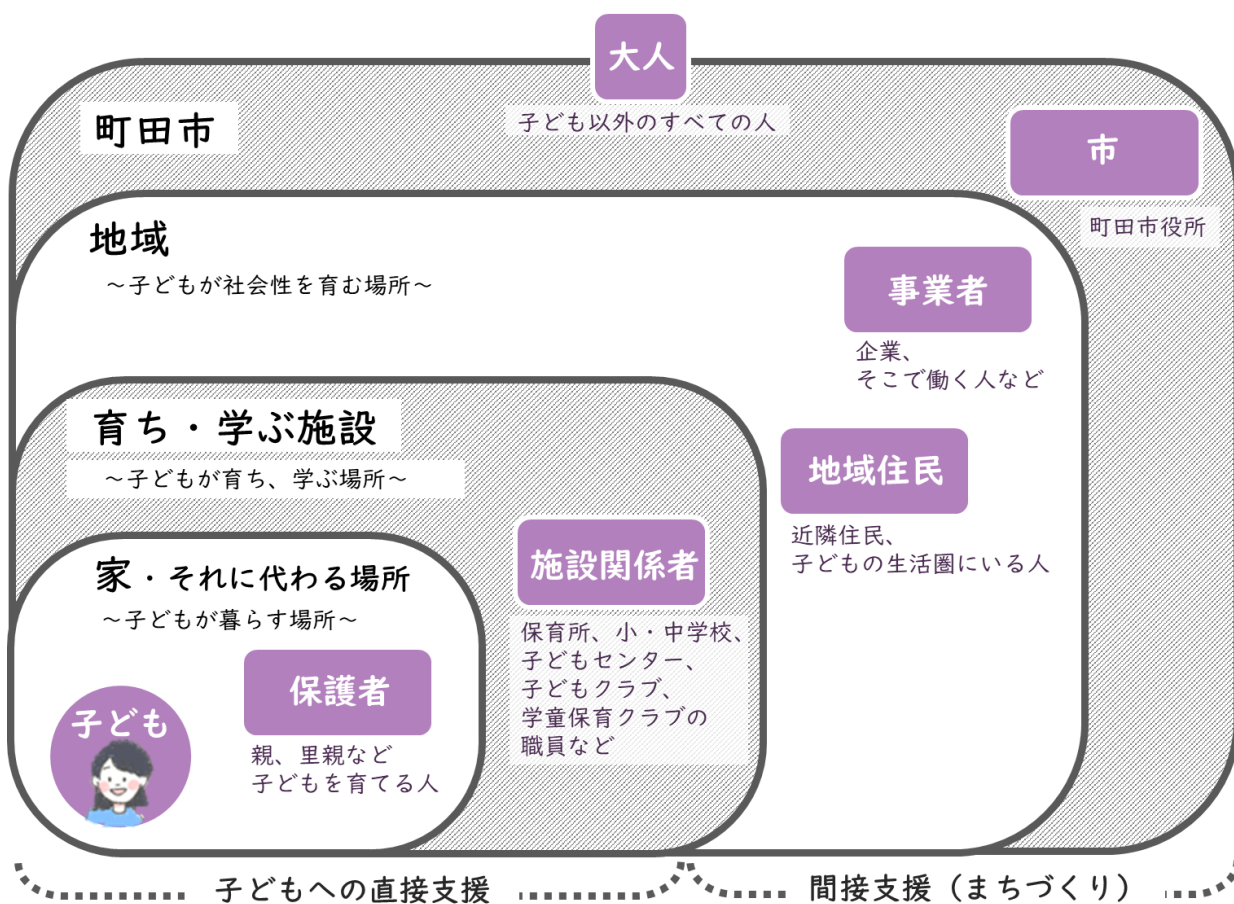 大人
子ども以外のすべての人
町田市
市
町田市役所
地域
~子どもが社会性を育む場所~
事業者
企業、
そこで働く人など
育ち・学ぶ施設
~子どもが育ち、学ぶ場所~
地域住民
近隣住民、
子どもの生活圏にいる人
施設関係者
保育所、小・中学校、
子どもセンター、
子どもクラブ、
学童保育クラブの
職員など
家・それに代わる場所
~子どもが暮らす場所~
保護者
親、里親など
子どもを育てる人
子ども
子どもへの直接支援
間接支援(まちづくり)